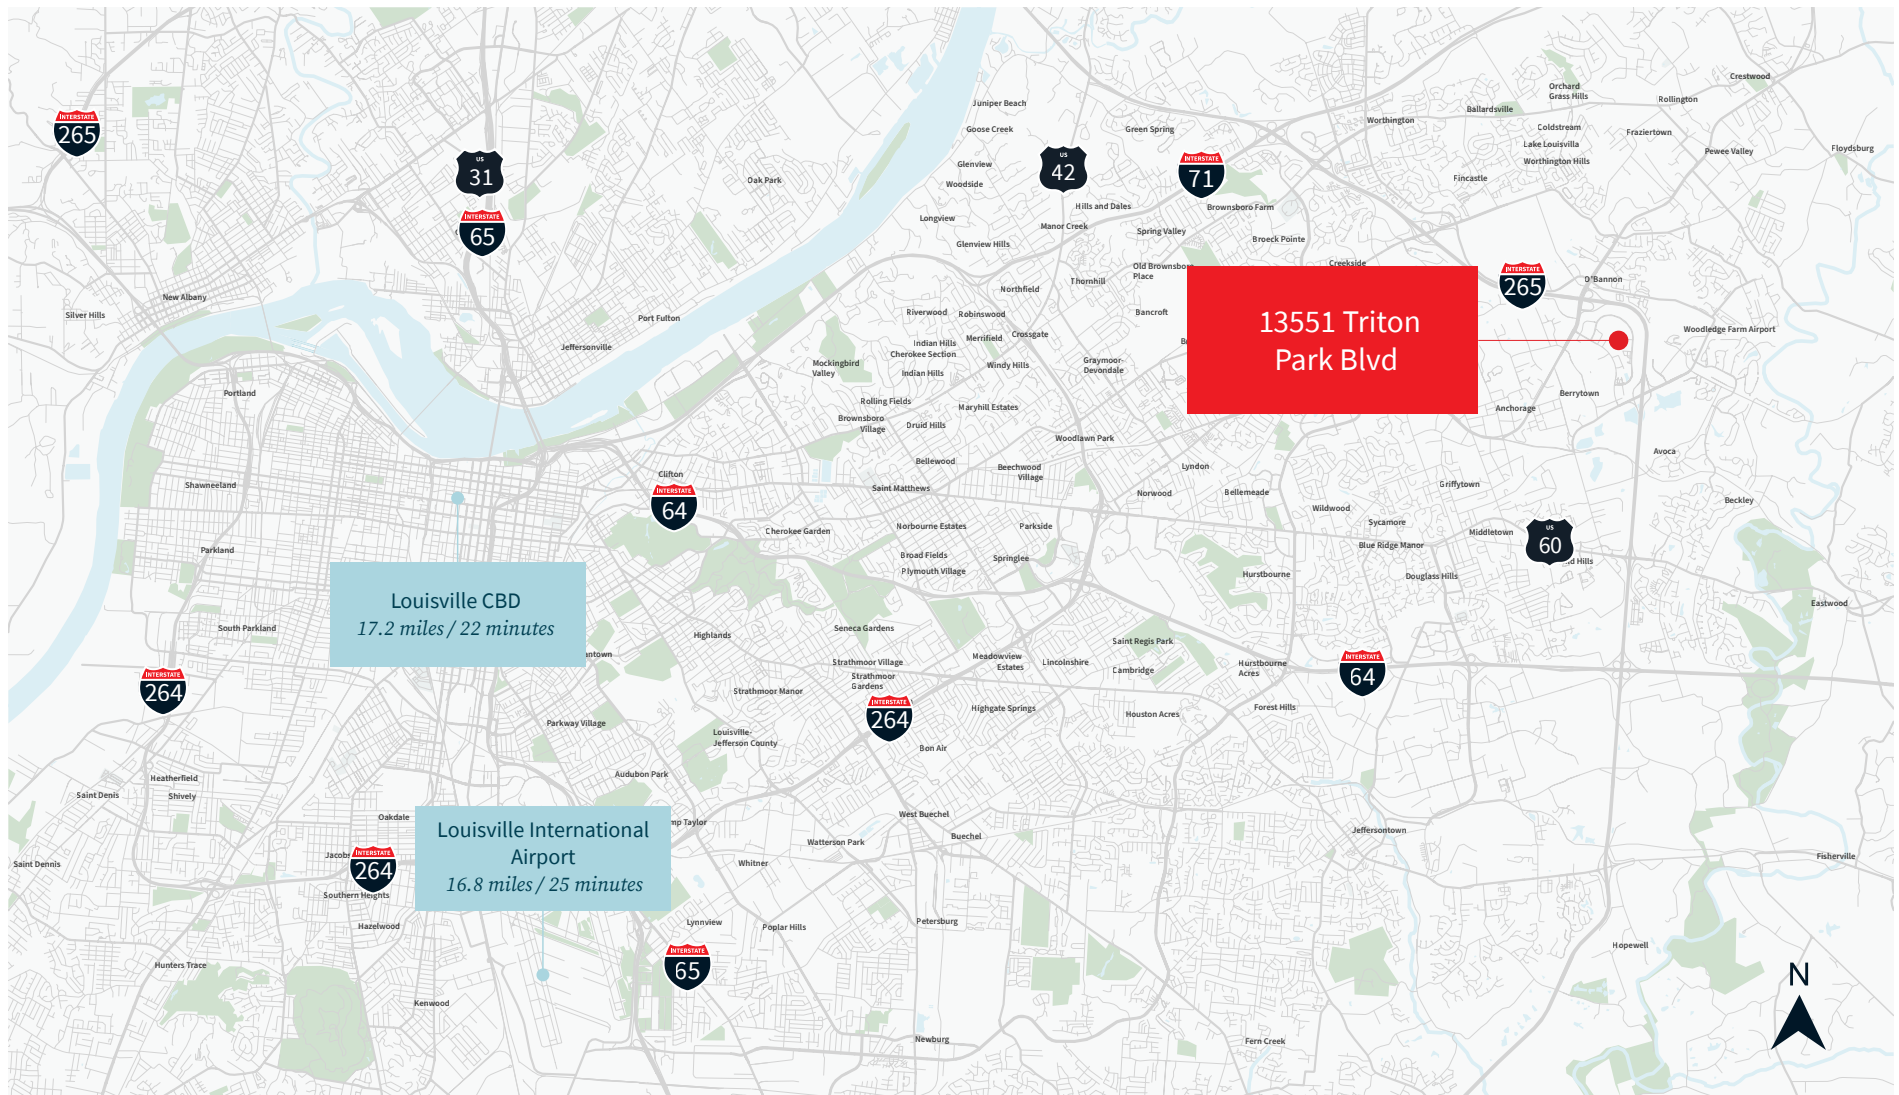 Crestwood
Orchard
Grass Hills
Rollington
Juniper Beach
Ballardsville
INTERSTATE
265
Worthington
Goose Creek
Green Spring
Coldstream
Fraziertown
Lake Louisvilla
Floydsburg
US
31
US
42
INTERSTATE
71
Glenview
Worthington Hills
Pewee Valley
Oak Park
Woodside
Fincastle
Hills and Dales
Brownsboro Farm
INTERSTATE
65
Longview
Manor Creek
Spring Valley
Broeck Pointe
Glenview Hills
Creekside
Old Brownsboro
Place
INTERSTATE
265
O'Bannon
Thornhill
Northfield
New Albany
Silver Hills
Port Fulton
Riverwood
Robinswood
Bancroft
13551 Triton
Park Blvd
Woodledge Farm Airport
Jeffersonville
Indian Hills
Cherokee Section
Merrifield
Crossgate
Mockingbird
Valley
Indian Hills
Windy Hills
Graymoor-
Devondale
Portland
Berrytown
Rolling Fields
Maryhill Estates
Anchorage
Brownsboro
Village
Druid Hills
Woodlawn Park
Avoca
Clifton
Bellewood
Beechwood
Village
Lyndon
Shawneeland
Saint Matthews
Norwood
Bellemeade
Griffytown
INTERSTATE
64
Beckley
Wildwood
Cherokee Garden
Norbourne Estates
Parkside
Sycamore
Middletown
US
60
Parkland
Broad Fields
Springlee
Blue Ridge Manor
Hills
Plymouth Village
Hurstbourne
Douglass Hills
Louisville CBD
17.2 miles / 22 minutes
Eastwood
South Parkland
Highlands
Seneca Gardens
Saint Regis Park
Strathmoor Village
Meadowview
Estates
Lincolnshire
Cambridge
Hurstbourne
Acres
INTERSTATE
64
INTERSTATE
264
Strathmoor
Gardens
Strathmoor Manor
INTERSTATE
264
Highgate Springs
Houston Acres
Forest Hills
Parkway Village
Louisville-
Jefferson County
Bon Air
Heatherfield
Audubon Park
Saint Denis
Shively
Oakdale
Louisville International
Airport
16.8 miles / 25 minutes
Taylor
West Buechel
Buechel
Jeffersontown
Watterson Park
INTERSTATE
264
Saint Dennis
Whitner
Fisherville
Southern Heights
Hazelwood
Lynnview
Poplar Hills
Petersburg
Hopewell
Hunters Trace
INTERSTATE
65
N
Kenwood
Newburg
Fern Creek